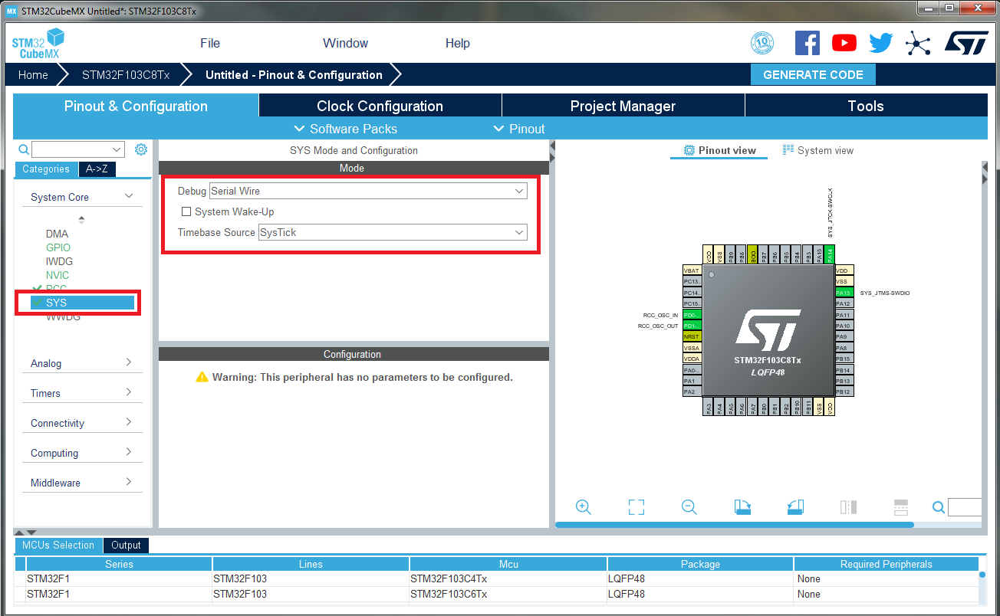 MX STM32CubeMX Untitled*: STM32F103C8Tx
STM32 CubeMX
File Window Help
10
ST
Home STM32F103C8Tx Untitled - Pinout & Configuration GENERATE CODE
Pinout & Configuration Clock Configuration Project Manager Tools
Software Packs Pinout
SYS Mode and Configuration
Pinout view System view
Categories A->Z
Mode
System Core
Debug Serial Wire
System Wake-Up
Timebase Source SysTick
DMA
GPIO
IWDG
NVIC
RCC
SYS
WWDG
Analog
Timers
Connectivity
Computing
Middleware
Configuration
Warning: This peripheral has no parameters to be configured.
SYS_JTCK-SWCLK
VDD VSS PB9 PB8 BOO.. PB7 PB6 PB5 PB4 PB3 PA15 PA14
VBAT VDD
PC13.. VSS
PC14.. PA13 SYS_JTMS-SWDIO
PC15.. PA12
RCC_OSC_IN PD0-.. PA11
RCC_OSC_OUT PD1-.. PA10
NRST PA9
VSSA PA8
VDDA PB15
PA0-.. PB14
PA1 PB13
PA2 PB12
ST
STM32F103C8Tx
LQFP48
PA3 PA4 PA5 PA6 PA7 PB0 PB1 PB2 PB10 PB11 VSS VDD
MCUs Selection Output
Series Lines Mcu Package Required Peripherals
STM32F1 STM32F103 STM32F103C4Tx LQFP48 None
STM32F1 STM32F103 STM32F103C6Tx LQFP48 None